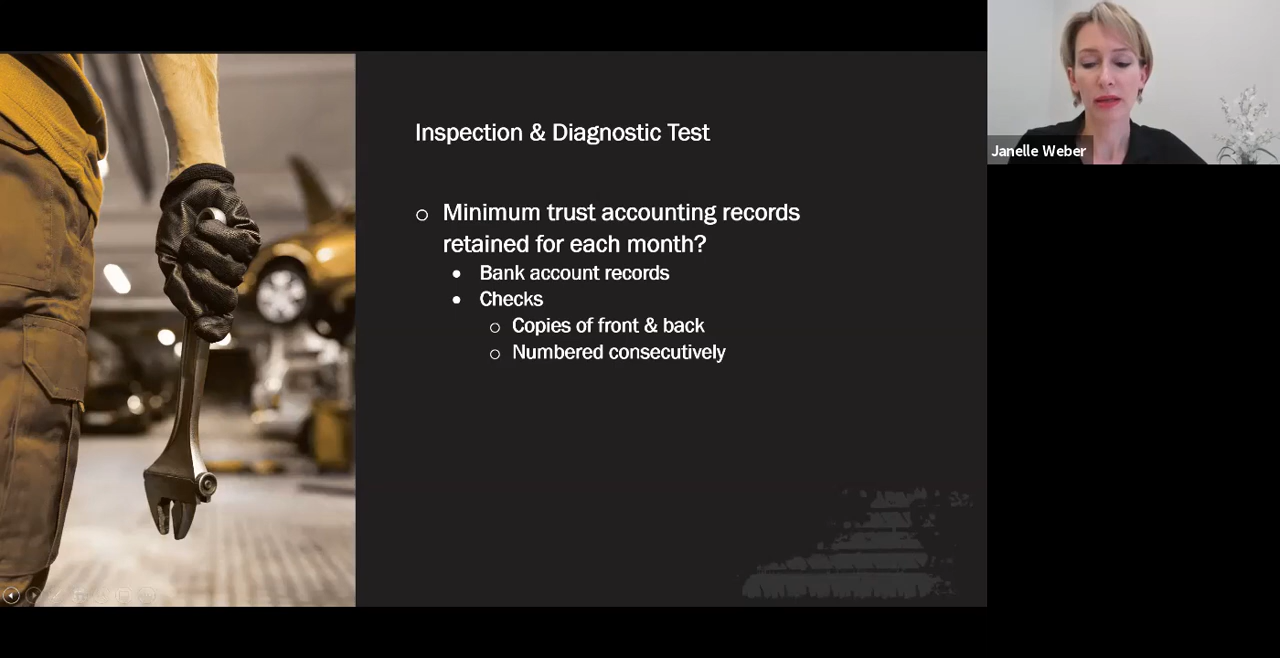 Inspection & Diagnostic Test
Minimum trust accounting records
retained for each month?
Bank account records
Checks
Copies of front & back
Numbered consecutively
Janelle Weber